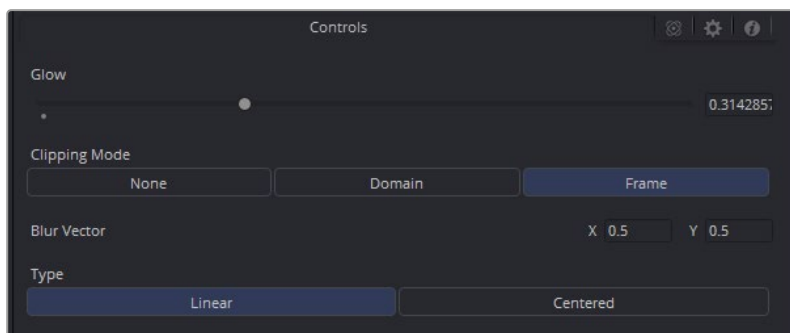 Controls
Glow
0.3142857
Clipping Mode
None Domain Frame
Blur Vector X 0.5 Y 0.5
Type
Linear Centered